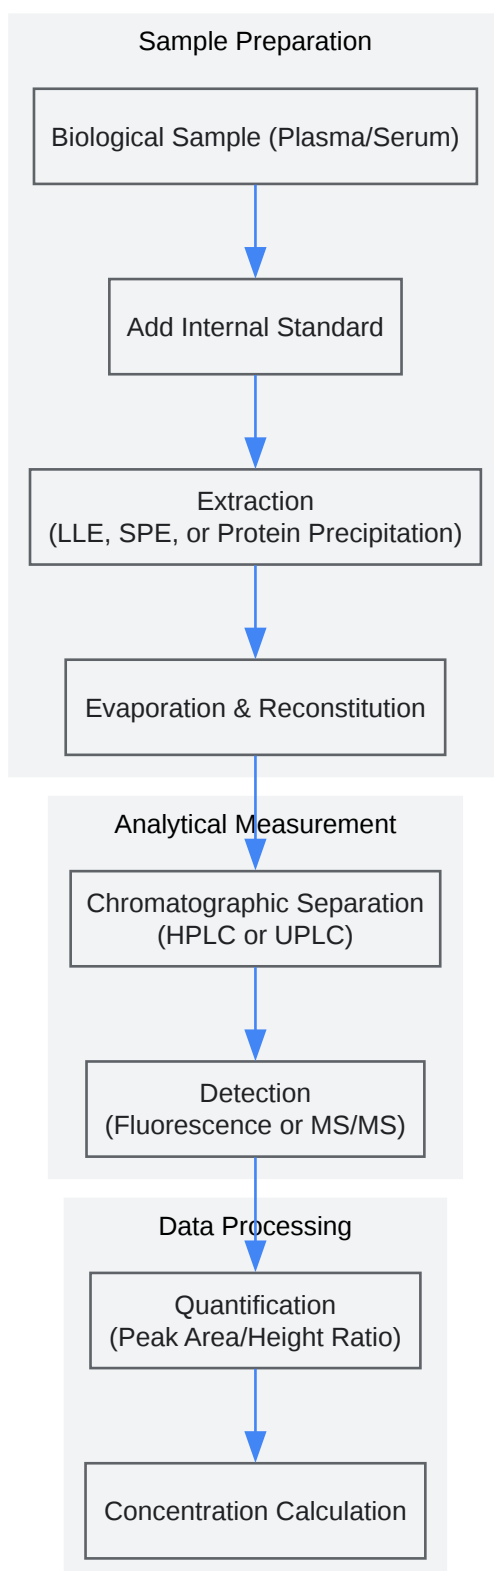 Sample Preparation
Biological Sample (Plasma/Serum)
Add Internal Standard
Extraction
(LLE, SPE, or Protein Precipitation)
Evaporation & Reconstitution
Analytical Measurement
Chromatographic Separation
(HPLC or UPLC)
Detection
(Fluorescence or MS/MS)
Data Processing
Quantification
(Peak Area/Height Ratio)
Concentration Calculation